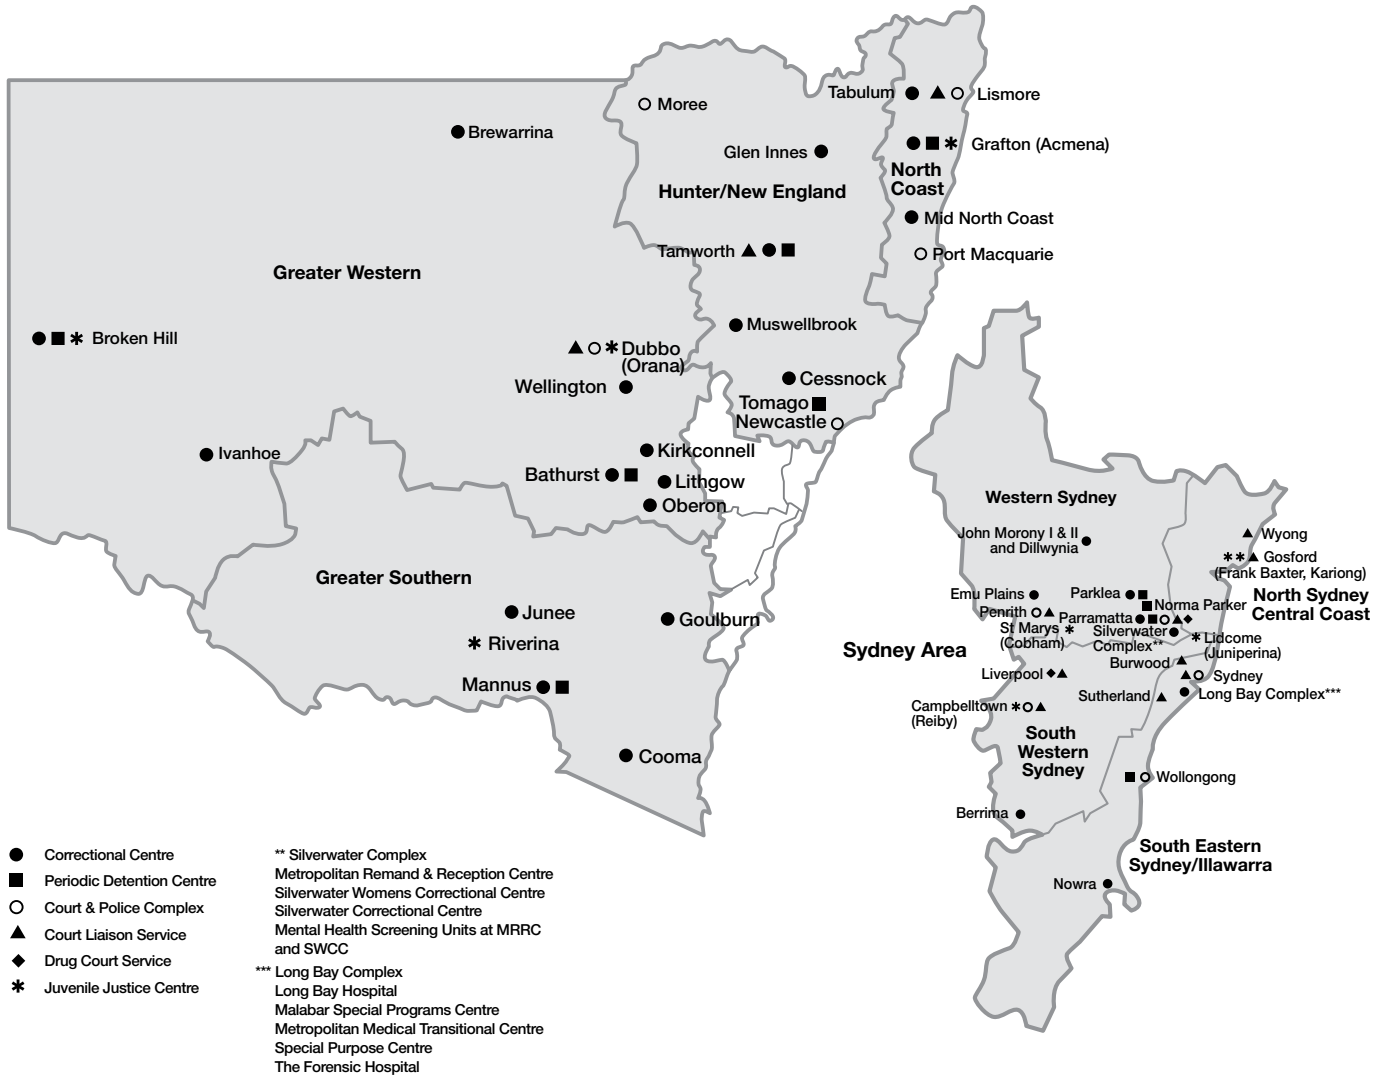 Moree
Tabulum
Lismore
Brewarrina
Glen Innes
Grafton (Acmena)
North
Coast
Hunter/New England
Mid North Coast
Tamworth
Port Macquarie
Greater Western
Muswellbrook
Broken Hill
Dubbo
(Orana)
Wellington
Cessnock
Tomago
Newcastle
Ivanhoe
Kirkconnell
Bathurst
Lithgow
Oberon
Greater Southern
Junee
Goulburn
Riverina
Mannus
Cooma
Western Sydney
John Morony I & II
and Dillwynia
Wyong
** Gosford
(Frank Baxter, Kariong)
North Sydney
Central Coast
Emu Plains
Parklea
Norma Parker
Penrith
Parramatta
St Marys
(Cobham)
Silverwater
Complex**
Lidcome
(Juniperina)
Sydney Area
Burwood
Liverpool
Sydney
Sutherland
Long Bay Complex***
Campbelltown
(Reiby)
South
Western
Sydney
Wollongong
Berrima
South Eastern
Sydney/Illawarra
Nowra
Correctional Centre
Periodic Detention Centre
Court & Police Complex
Court Liaison Service
Drug Court Service
Juvenile Justice Centre
** Silverwater Complex
Metropolitan Remand & Reception Centre
Silverwater Womens Correctional Centre
Silverwater Correctional Centre
Mental Health Screening Units at MRRC
and SWCC
*** Long Bay Complex
Long Bay Hospital
Malabar Special Programs Centre
Metropolitan Medical Transitional Centre
Special Purpose Centre
The Forensic Hospital